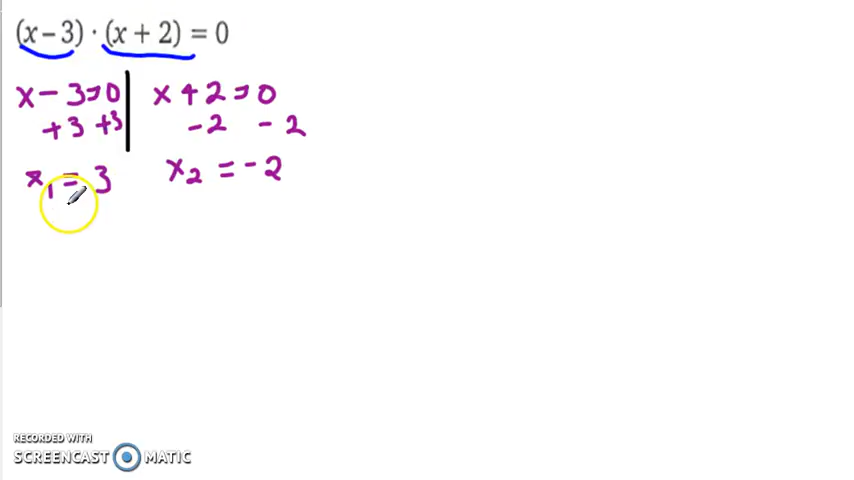 (x – 3) · (x + 2) = 0
x – 3 = 0 x + 2 = 0
+3 +3 -2 -2
x₁ = 3 x₂ = -2
RECORDED WITH
SCREENCAST MATIC